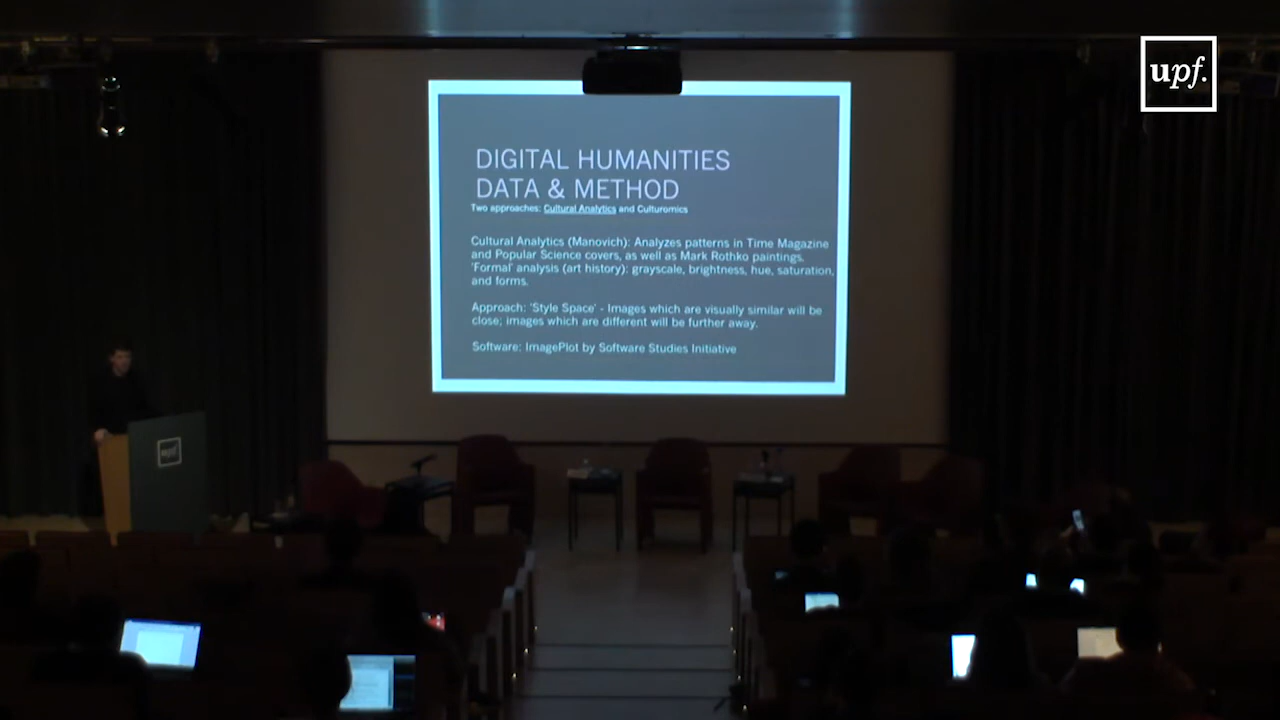 upf.
DIGITAL HUMANITIES
DATA & METHOD
Two approaches: Cultural Analytics and Culturomics
Cultural Analytics (Manovich): Analyzes patterns in Time Magazine
and Popular Science covers, as well as Mark Rothko paintings.
'Formal' analysis (art history): grayscale, brightness, hue, saturation,
and forms.
Approach: 'Style Space' - Images which are visually similar will be
close; images which are different will be further away.
Software: ImagePlot by Software Studies Initiative
upf.